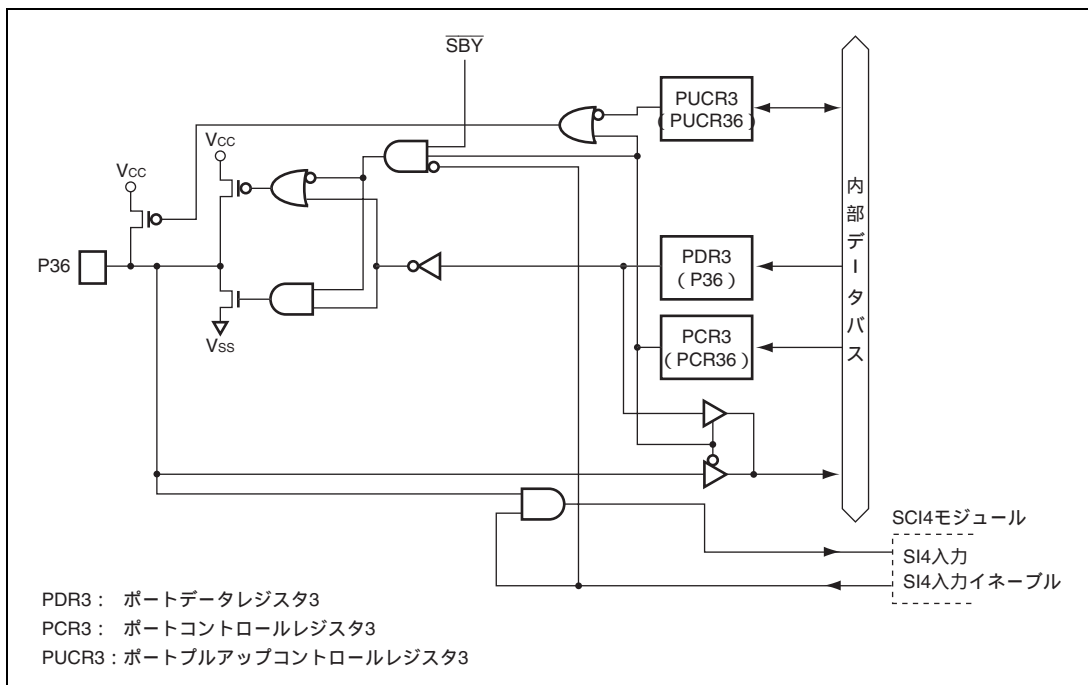 SBY
PUCR3
(PUCR36)
VCC
VCC
P36
PDR3
(P36)
VSS
PCR3
(PCR36)
内部データバス
SCI4モジュール
SI4入力
SI4入力イネーブル
PDR3： ポートデータレジスタ3
PCR3： ポートコントロールレジスタ3
PUCR3：ポートプルアップコントロールレジスタ3